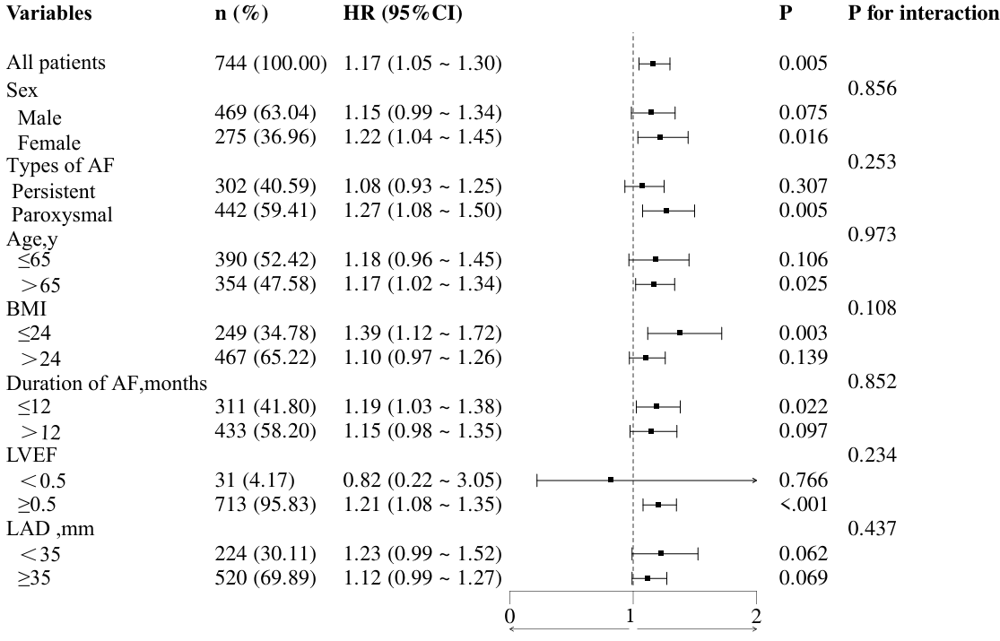 Variables n (%) HR (95%CI) P P for interaction
All patients 744 (100.00) 1.17 (1.05 ~ 1.30) 0.005
Sex 0.856
Male 469 (63.04) 1.15 (0.99 ~ 1.34) 0.075
Female 275 (36.96) 1.22 (1.04 ~ 1.45) 0.016
Types of AF 0.253
Persistent 302 (40.59) 1.08 (0.93 ~ 1.25) 0.307
Paroxysmal 442 (59.41) 1.27 (1.08 ~ 1.50) 0.005
Age,y 0.973
≤65 390 (52.42) 1.18 (0.96 ~ 1.45) 0.106
＞65 354 (47.58) 1.17 (1.02 ~ 1.34) 0.025
BMI 0.108
≤24 249 (34.78) 1.39 (1.12 ~ 1.72) 0.003
＞24 467 (65.22) 1.10 (0.97 ~ 1.26) 0.139
Duration of AF,months 0.852
≤12 311 (41.80) 1.19 (1.03 ~ 1.38) 0.022
＞12 433 (58.20) 1.15 (0.98 ~ 1.35) 0.097
LVEF 0.234
＜0.5 31 (4.17) 0.82 (0.22 ~ 3.05) 0.766
≥0.5 713 (95.83) 1.21 (1.08 ~ 1.35) <.001
LAD ,mm 0.437
＜35 224 (30.11) 1.23 (0.99 ~ 1.52) 0.062
≥35 520 (69.89) 1.12 (0.99 ~ 1.27) 0.069
0 1 2